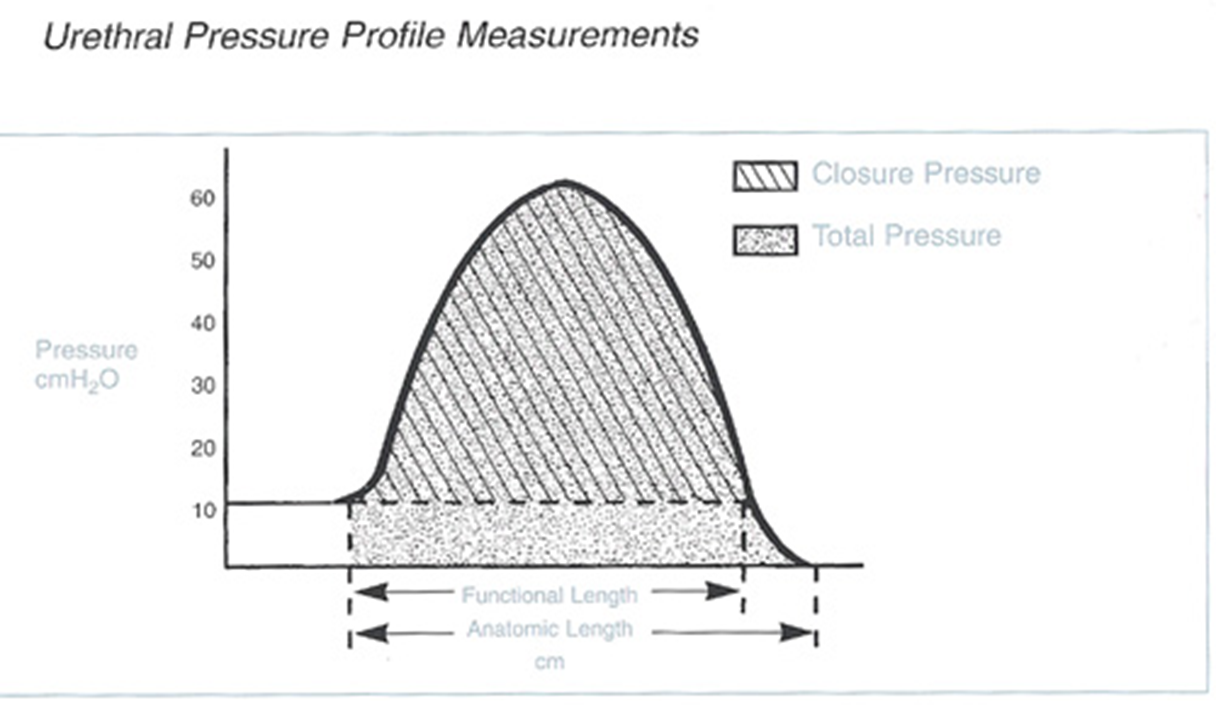 Urethral Pressure Profile Measurements
Closure Pressure
Total Pressure
60
50
40
30
20
10
Pressure
cmH₂O
Functional Length
Anatomic Length
cm